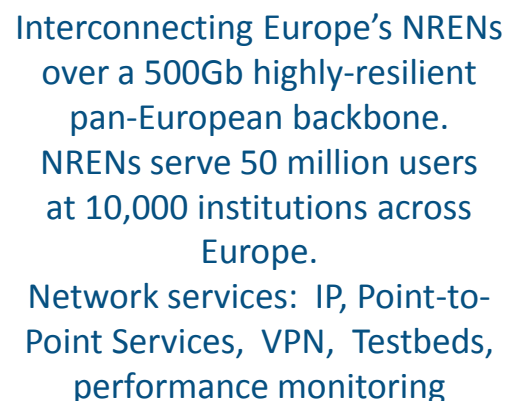 Interconnecting Europe’s NRENs
over a 500Gb highly-resilient
pan-European backbone.
NRENs serve 50 million users
at 10,000 institutions across
Europe.
Network services:  IP, Point-to-
Point Services,  VPN,  Testbeds,
performance monitoring